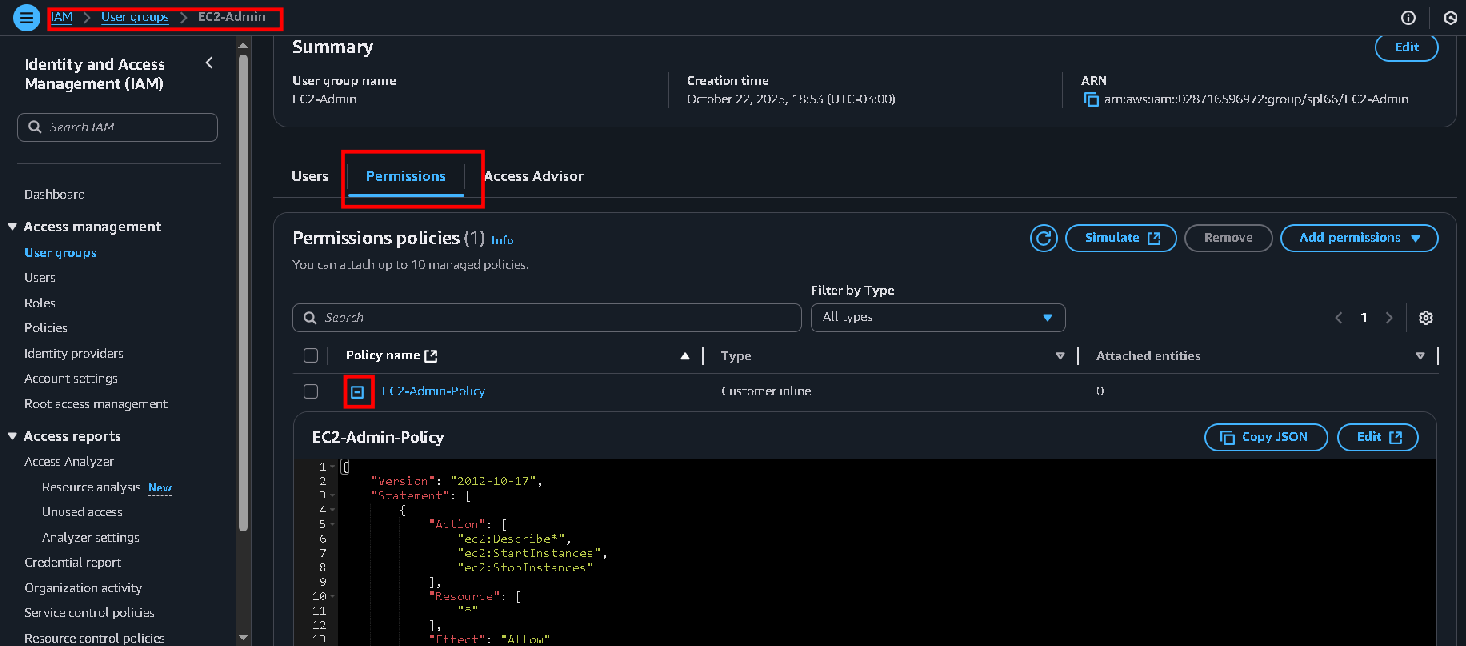 IAM > User groups > EC2-Admin
Identity and Access Management (IAM)
Search IAM
Dashboard
Access management
User groups
Users
Roles
Policies
Identity providers
Account settings
Root access management
Access reports
Access Analyzer
Resource analysis New
Unused access
Analyzer settings
Credential report
Organization activity
Service control policies
Resource control policies
Summary
Edit
User group name
EC2-Admin
Creation time
October 22, 2025, 18:53 (UTC-03:00)
ARN
arn:aws:iam::028716596972:group/spl66/EC2-Admin
Users
Permissions
Access Advisor
Permissions policies (1) Info
Simulate
Remove
Add permissions
You can attach up to 10 managed policies.
Filter by Type
Search
All types
1
Policy name
Type
Attached entities
EC2-Admin-Policy
Customer inline
0
EC2-Admin-Policy
Copy JSON
Edit
1 {
2 "Version": "2012-10-17",
3 "Statement": [
4 {
5 "Action": [
6 "ec2:Describe*",
7 "ec2:StartInstances",
8 "ec2:StopInstances"
9 ],
10 "Resource": [
11 "*"
12 ],
13 "Effect": "Allow"